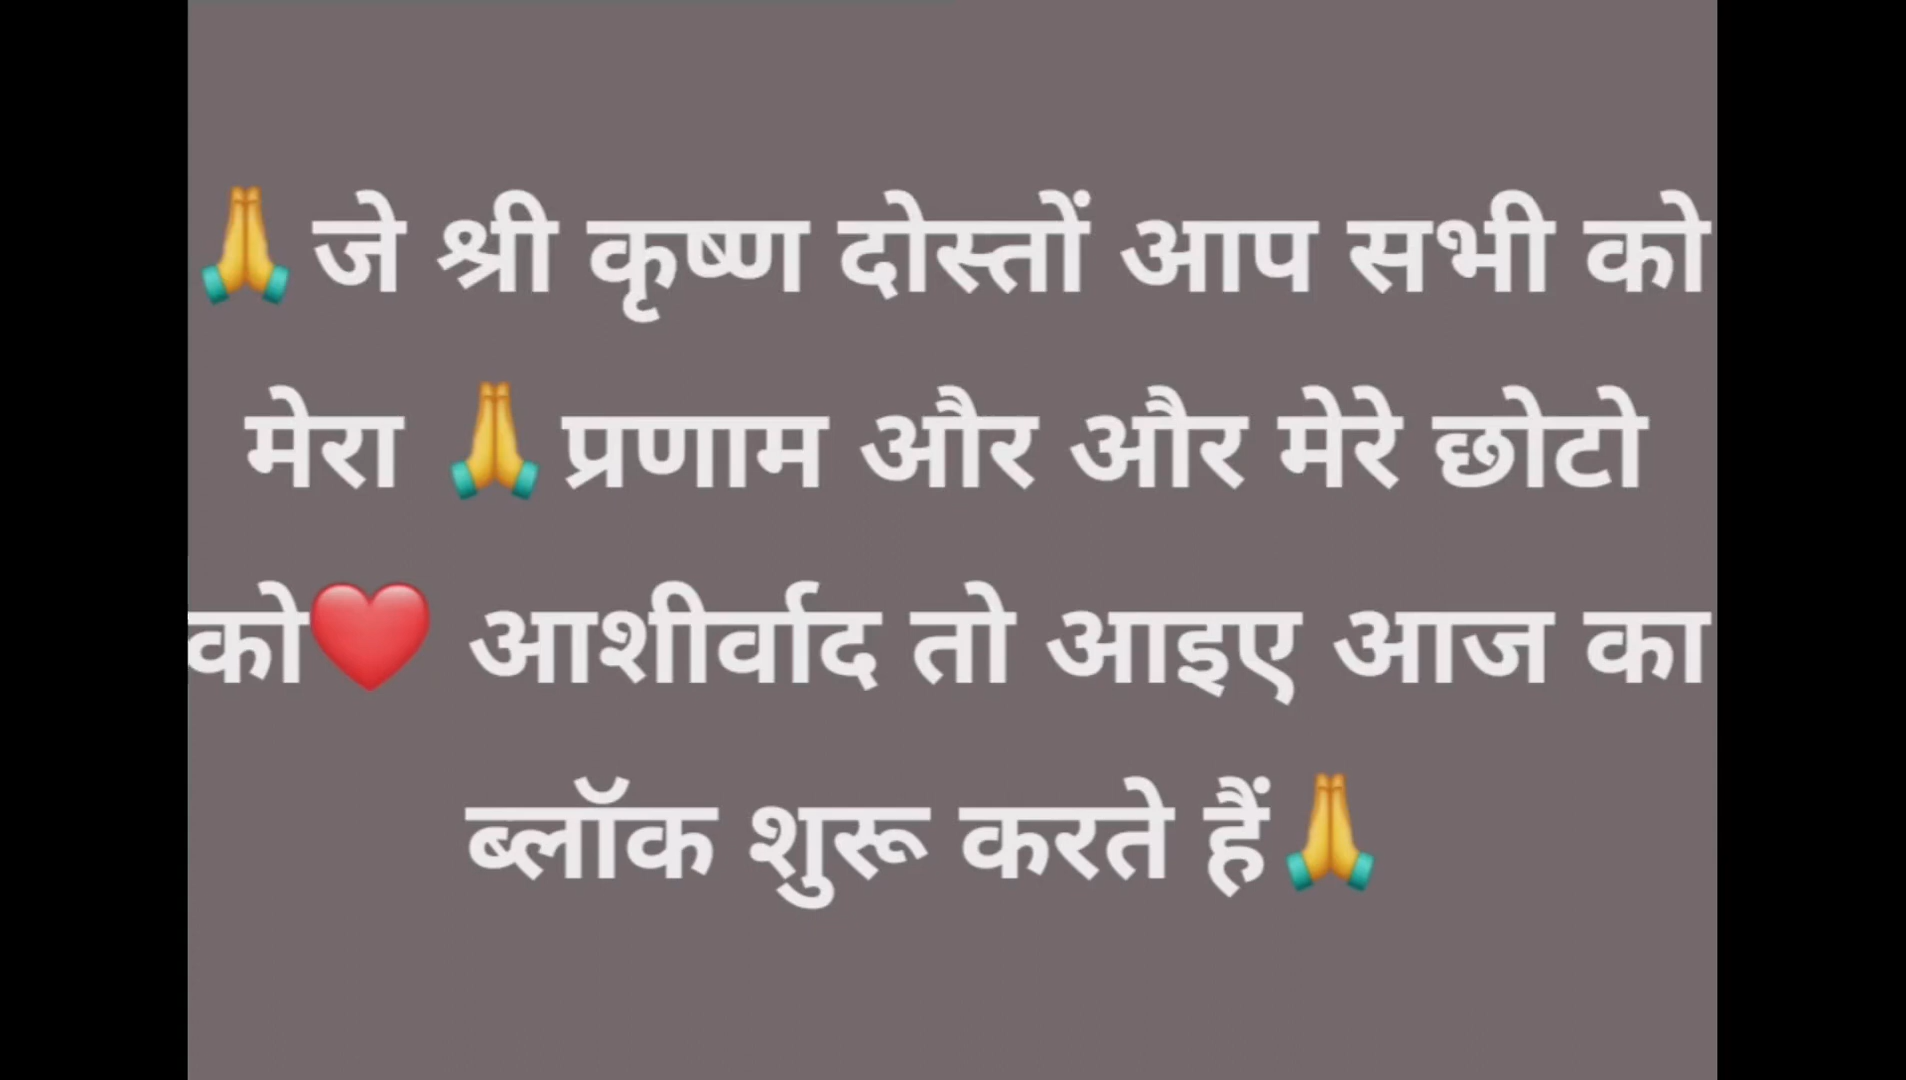 🙏जे श्री कृष्ण दोस्तों आप सभी को
मेरा 🙏प्रणाम और और मेरे छोटो
को❤️ आशीर्वाद तो आइए आज का
ब्लॉक शुरू करते हैं🙏